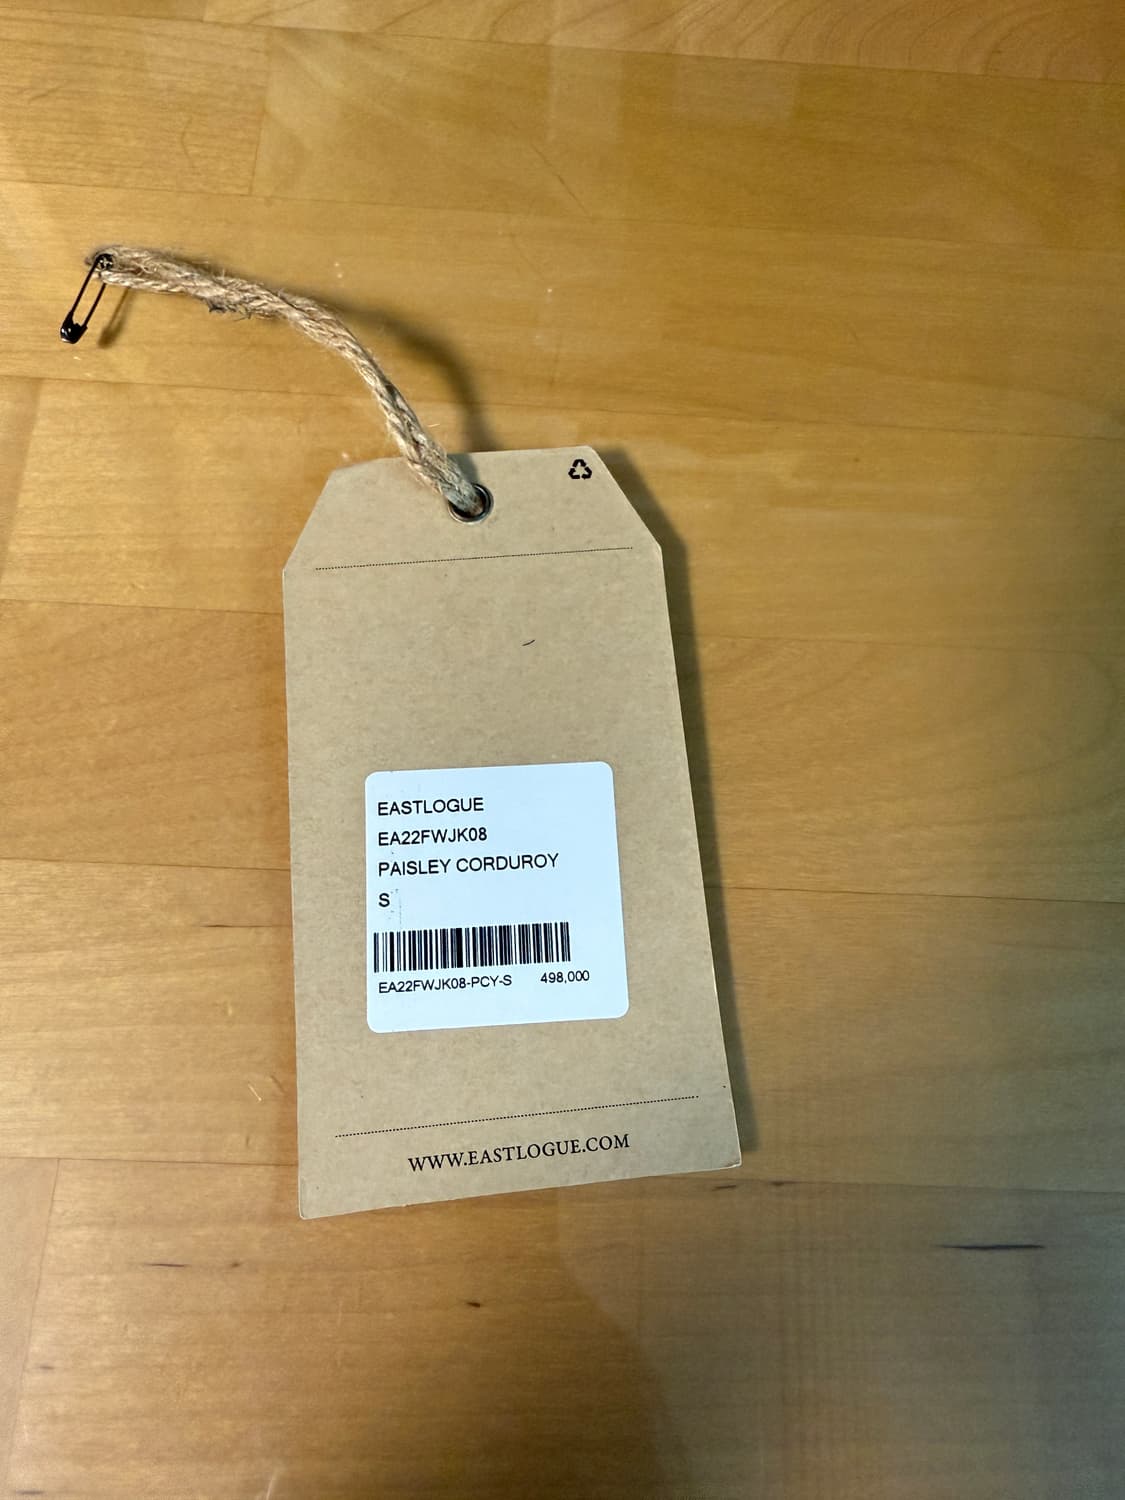 EASTLOGUE
EA22FWJK08
PAISLEY CORDUROY
S
EA22FWJK08-PCY-S 498,000
WWW.EASTLOGUE.COM